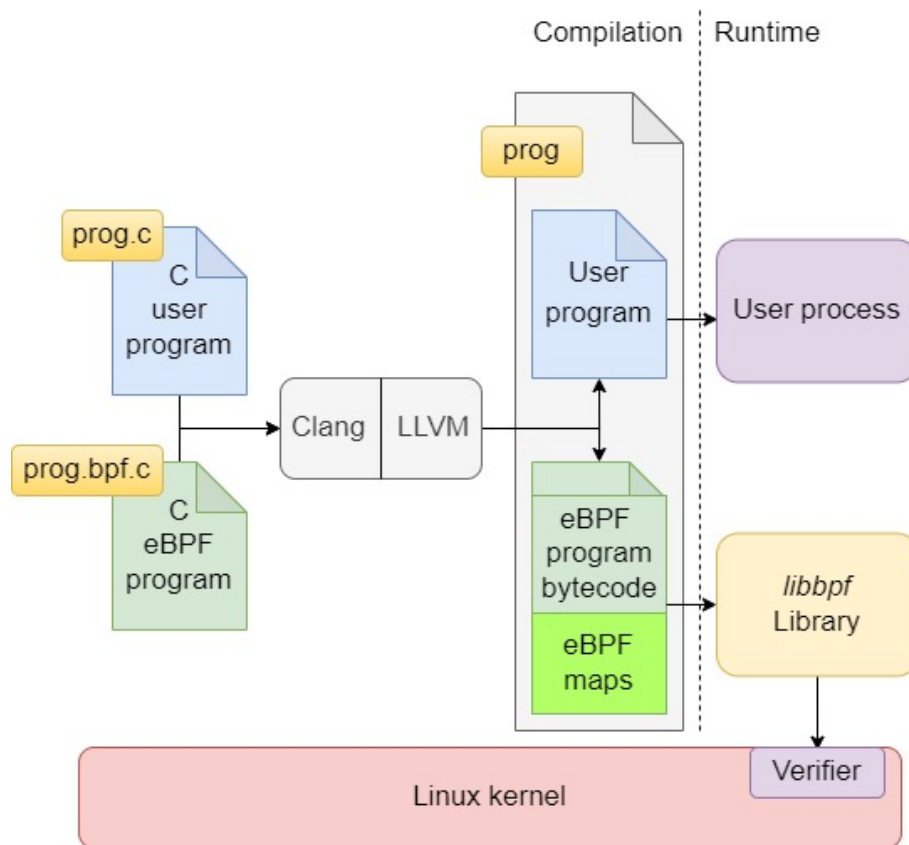 Compilation
Runtime
prog
prog.c
C
user
program
User
program
User process
Clang
LLVM
prog.bpf.c
C
eBPF
program
eBPF
program
bytecode
eBPF
maps
libbpf
Library
Verifier
Linux kernel